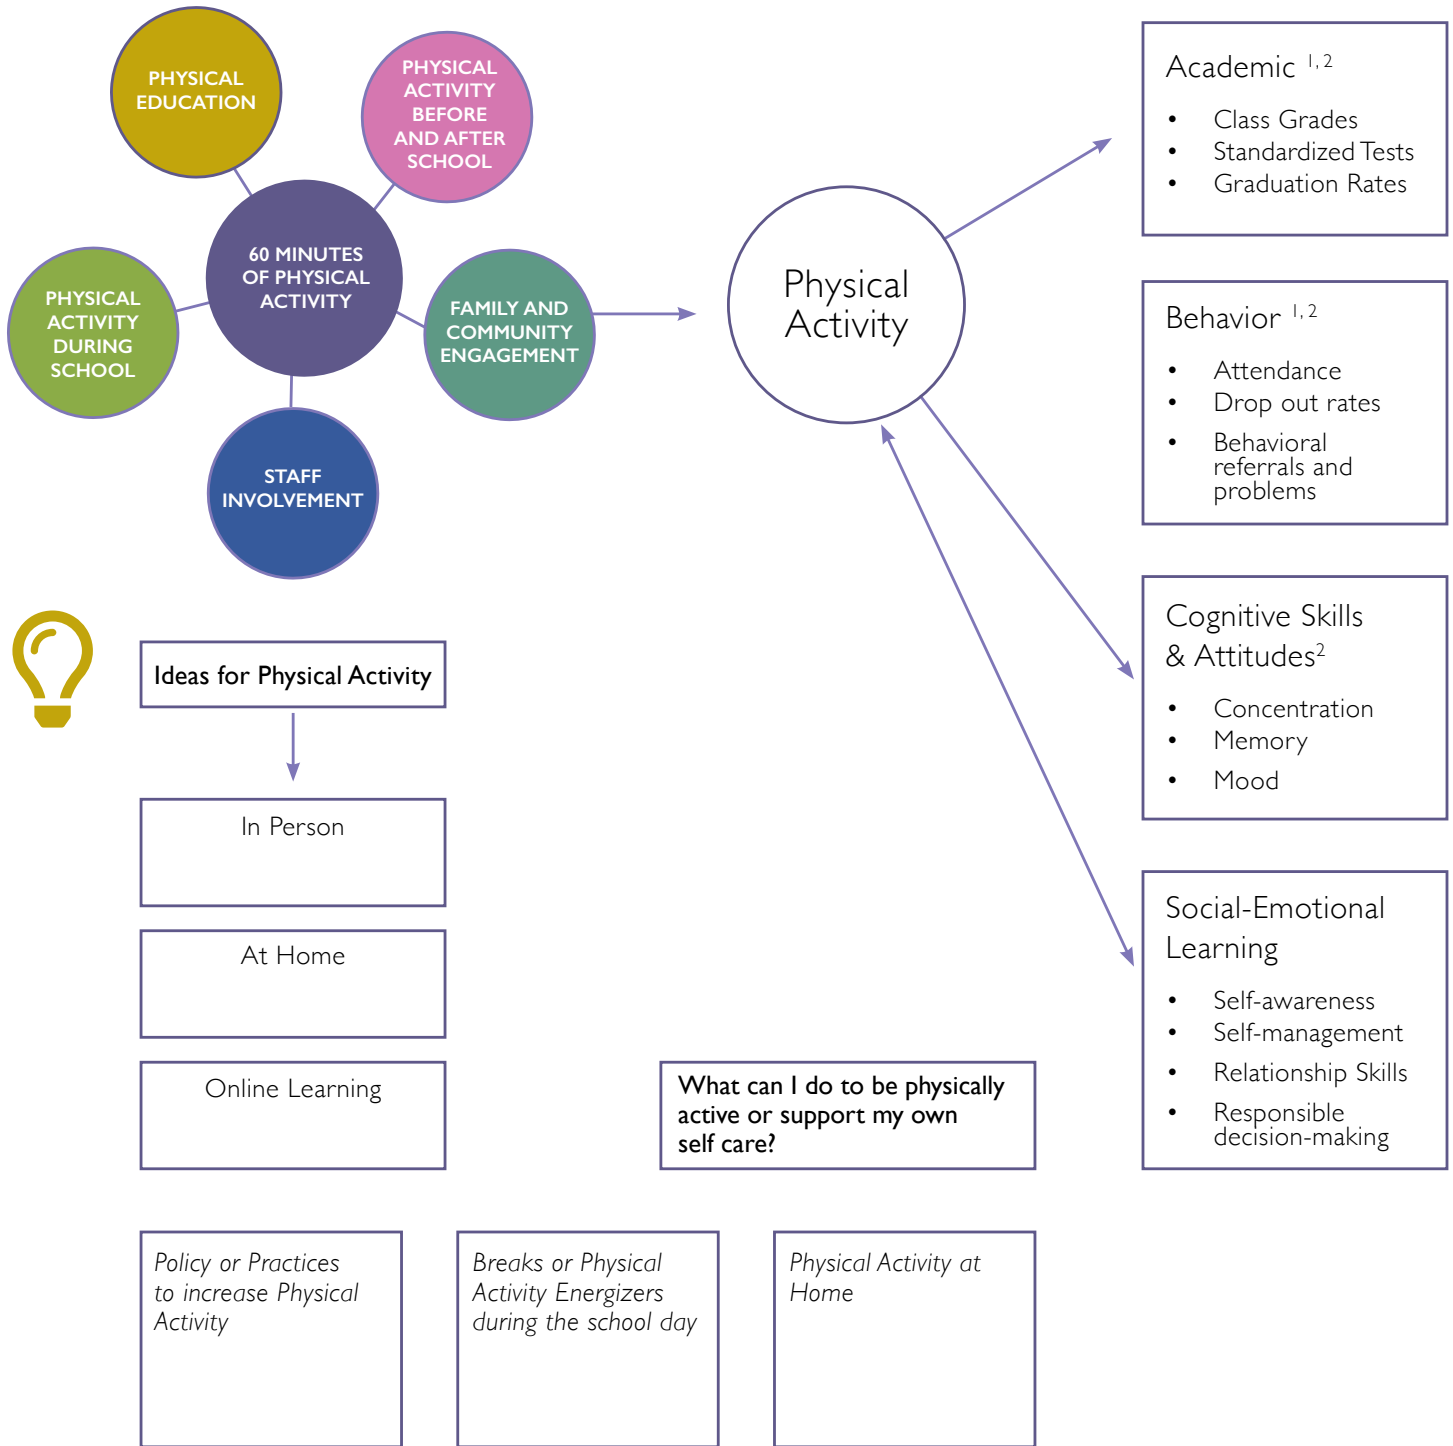 PHYSICAL
EDUCATION
PHYSICAL
ACTIVITY
BEFORE
AND AFTER
SCHOOL
60 MINUTES
OF PHYSICAL
ACTIVITY
PHYSICAL
ACTIVITY
DURING
SCHOOL
FAMILY AND
COMMUNITY
ENGAGEMENT
STAFF
INVOLVEMENT
Physical
Activity
Academic 1, 2
• Class Grades
• Standardized Tests
• Graduation Rates
Behavior 1, 2
• Attendance
• Drop out rates
• Behavioral
referrals and
problems
Cognitive Skills
& Attitudes2
• Concentration
• Memory
• Mood
Social-Emotional
Learning
• Self-awareness
• Self-management
• Relationship Skills
• Responsible
decision-making
Ideas for Physical Activity
In Person
At Home
Online Learning
What can I do to be physically
active or support my own
self care?
Policy or Practices
to increase Physical
Activity
Breaks or Physical
Activity Energizers
during the school day
Physical Activity at
Home